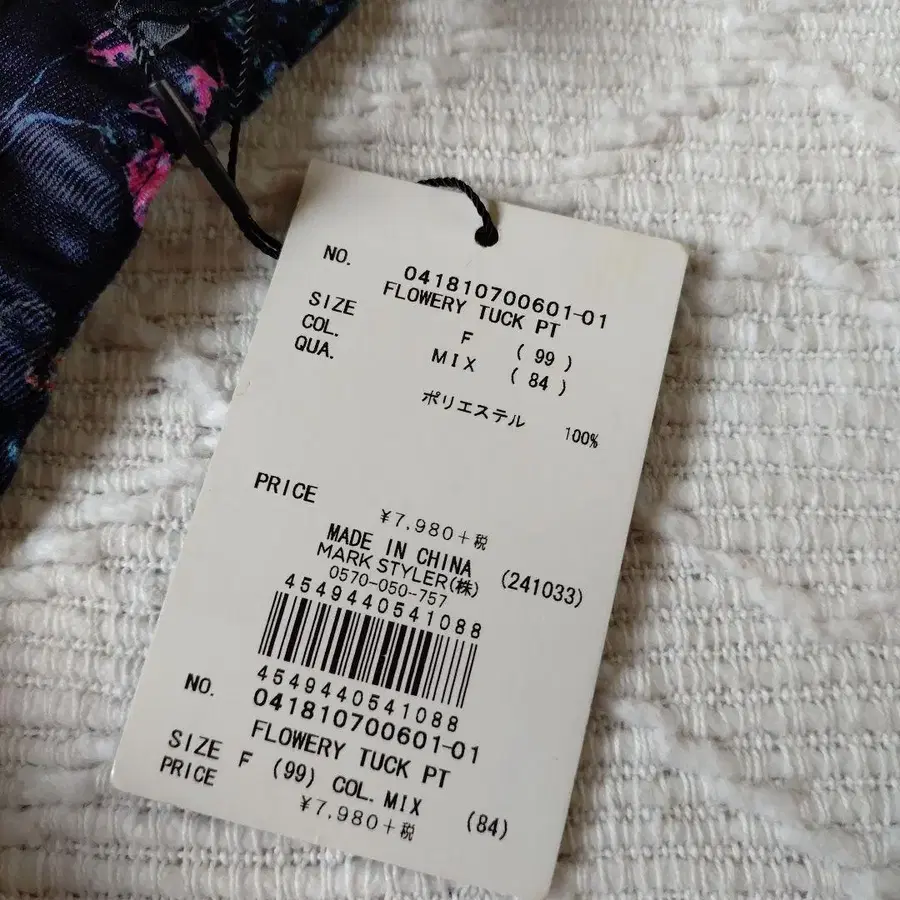 NO. 041810700601-01
FLOWERY TUCK PT
SIZE F (99)
COL. MIX (84)
QUA.
ポリエステル 100%
PRICE
¥7,980+税
MADE IN CHINA
MARK STYLER(株) (241033)
0570-050-757
4549440541088
4549440541088
NO. 041810700601-01
FLOWERY TUCK PT
SIZE F (99) COL. MIX (84)
PRICE ¥7,980+税